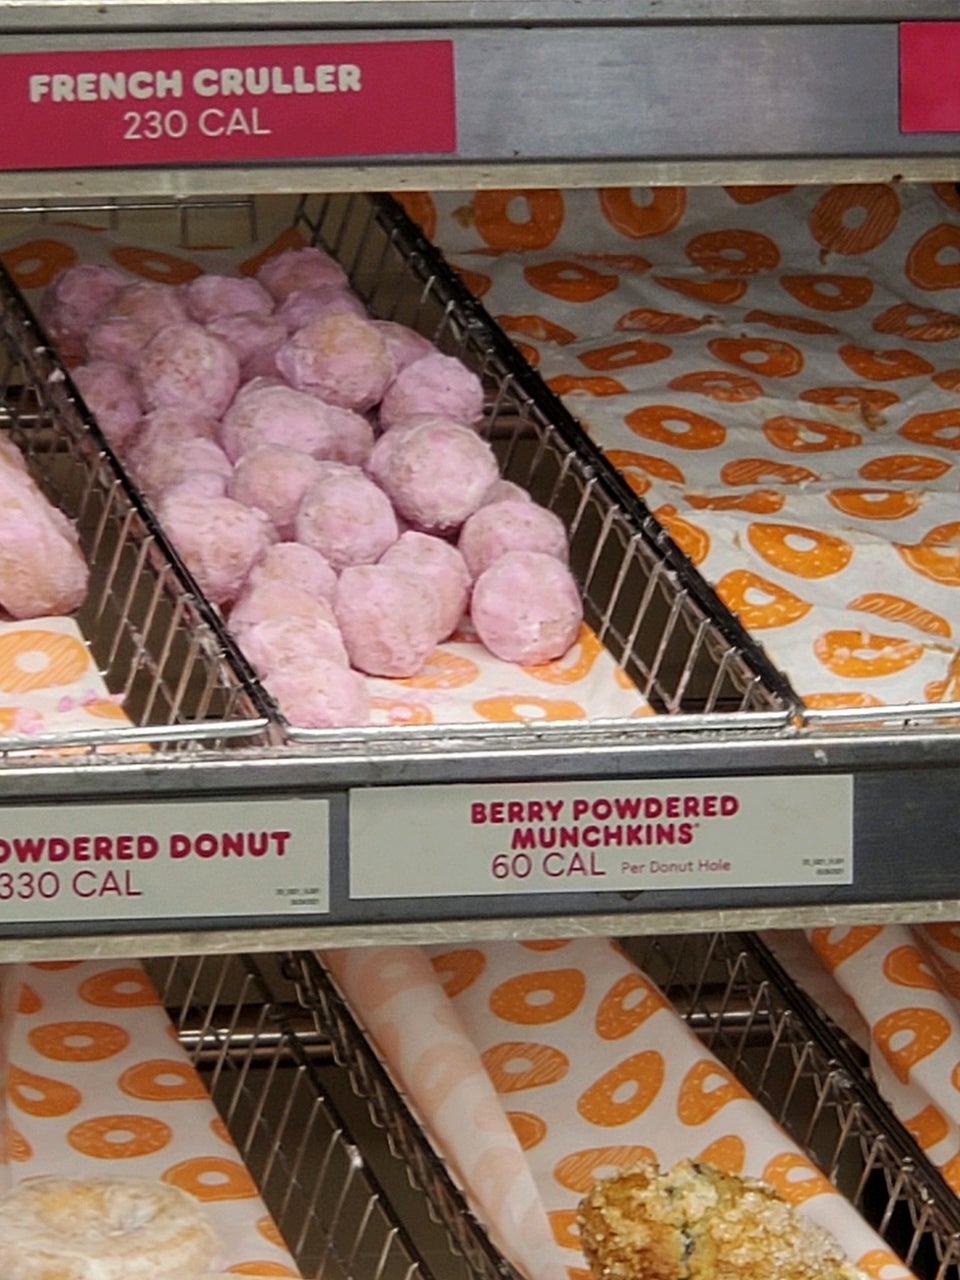 FRENCH CRULLER
230 CAL
OWDERED DONUT
330 CAL
BERRY POWDERED
MUNCHKINS®
60 CAL Per Donut Hole